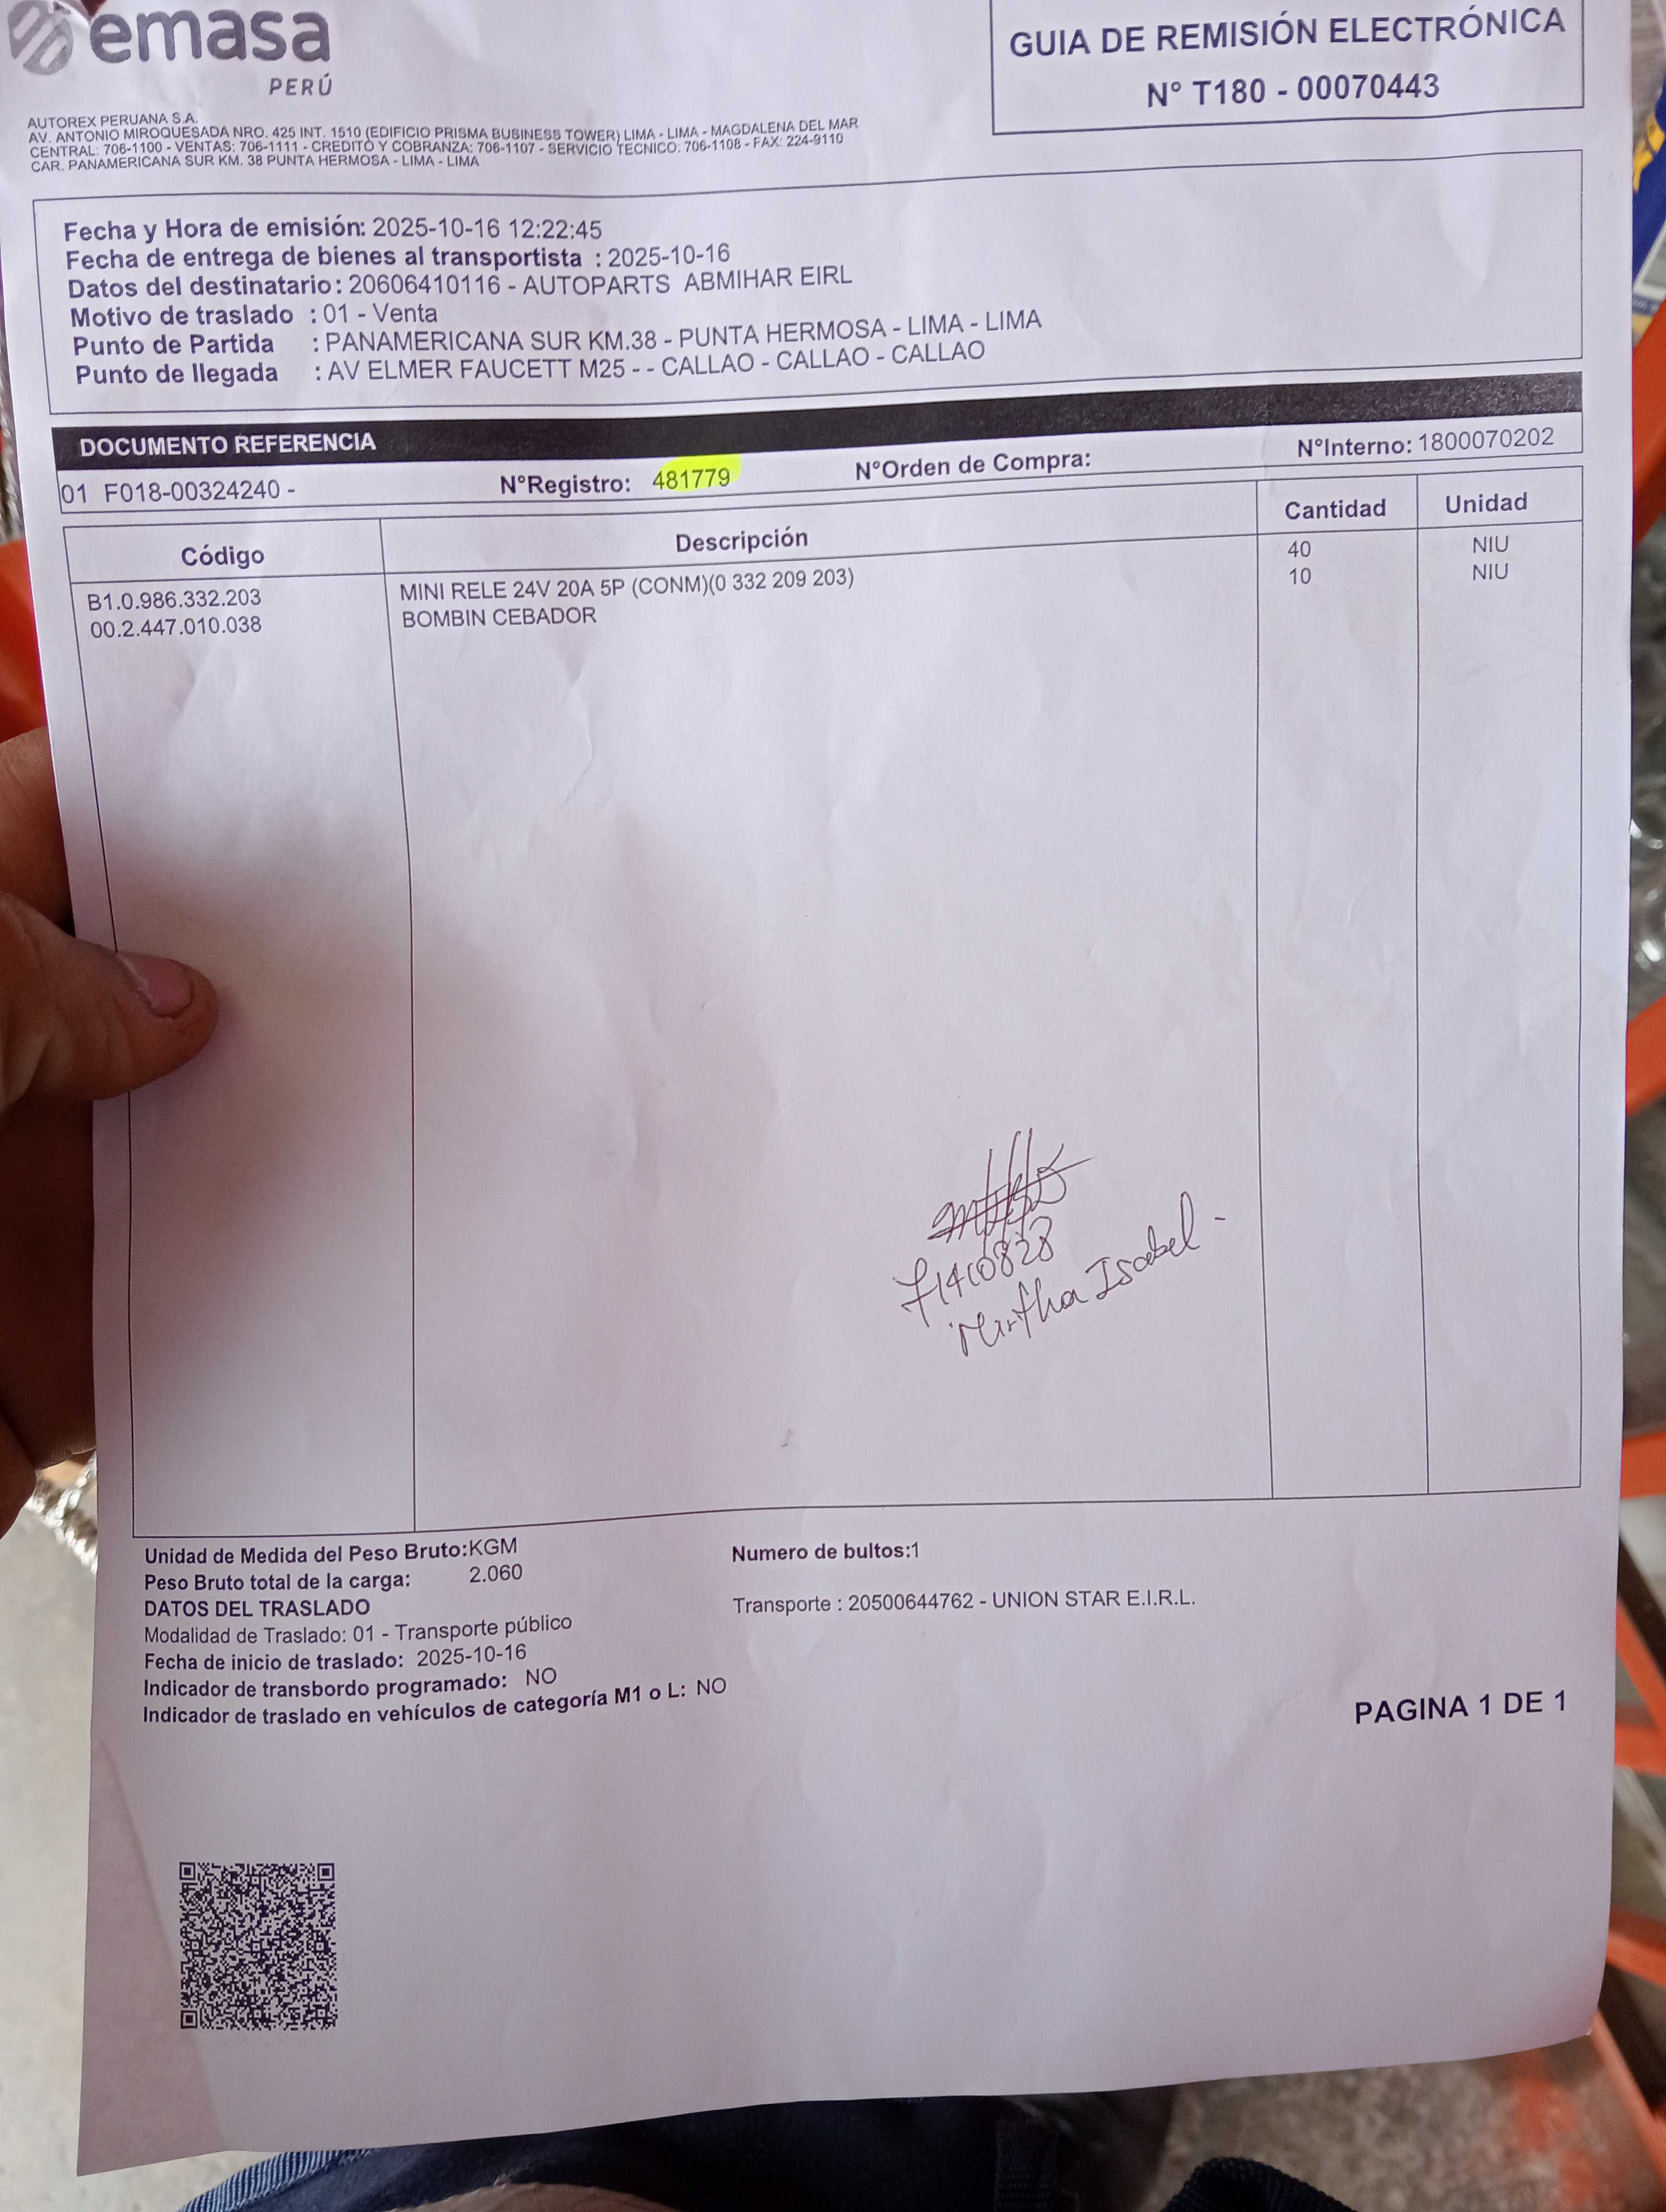 emasa
PERÚ
GUIA DE REMISIÓN ELECTRÓNICA
N° T180 - 00070443
AUTOREX PERUANA S.A.
AV. ANTONIO MIROQUESADA NRO. 425 INT. 1510 (EDIFICIO PRISMA BUSINESS TOWER) LIMA - LIMA - MAGDALENA DEL MAR
CENTRAL: 706-1100 - VENTAS: 706-1111 - CREDITO Y COBRANZA: 706-1107 - SERVICIO TECNICO: 706-1108 - FAX: 224-9110
CAR. PANAMERICANA SUR KM. 38 PUNTA HERMOSA - LIMA - LIMA
Fecha y Hora de emisión: 2025-10-16 12:22:45
Fecha de entrega de bienes al transportista : 2025-10-16
Datos del destinatario: 20606410116 - AUTOPARTS ABMIHAR EIRL
Motivo de traslado : 01 - Venta
Punto de Partida : PANAMERICANA SUR KM.38 - PUNTA HERMOSA - LIMA - LIMA
Punto de llegada : AV ELMER FAUCETT M25 - - CALLAO - CALLAO - CALLAO
DOCUMENTO REFERENCIA
01 F018-00324240 - N°Registro: 481779 N°Orden de Compra: N°Interno: 1800070202
Código Descripción Cantidad Unidad
B1.0.986.332.203 MINI RELE 24V 20A 5P (CONM)(0 332 209 203) 40 NIU
00.2.447.010.038 BOMBIN CEBADOR 10 NIU
Mirtha Isabel -
Unidad de Medida del Peso Bruto:KGM Numero de bultos:1
Peso Bruto total de la carga: 2.060
DATOS DEL TRASLADO Transporte : 20500644762 - UNION STAR E.I.R.L.
Modalidad de Traslado: 01 - Transporte público
Fecha de inicio de traslado: 2025-10-16
Indicador de transbordo programado: NO
Indicador de traslado en vehículos de categoría M1 o L: NO
PAGINA 1 DE 1